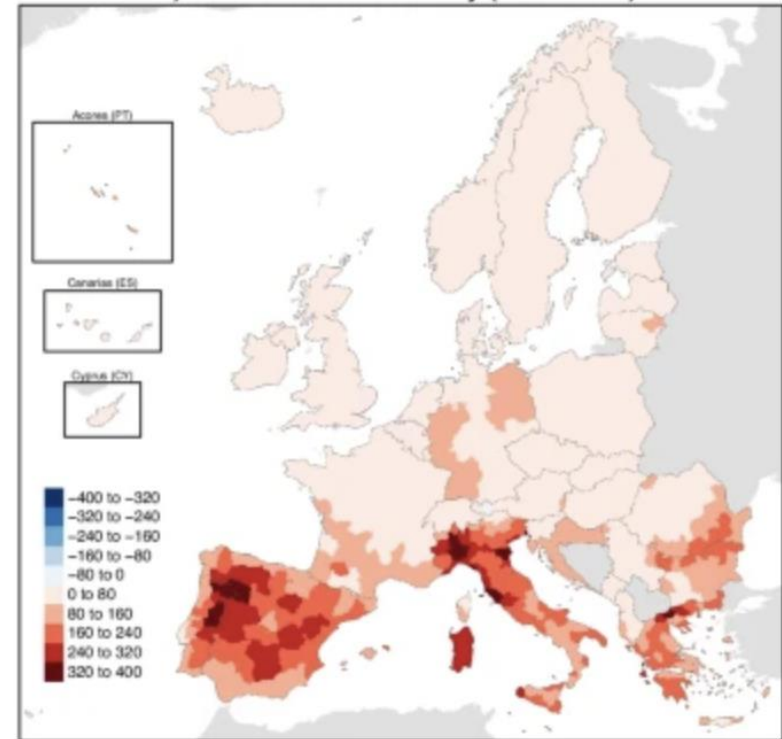 Acores (PT)
Canarias (ES)
Cyprus (CY)
−400 to −320
−320 to −240
−240 to −160
−160 to −80
−80 to 0
0 to 80
80 to 160
160 to 240
240 to 320
320 to 400